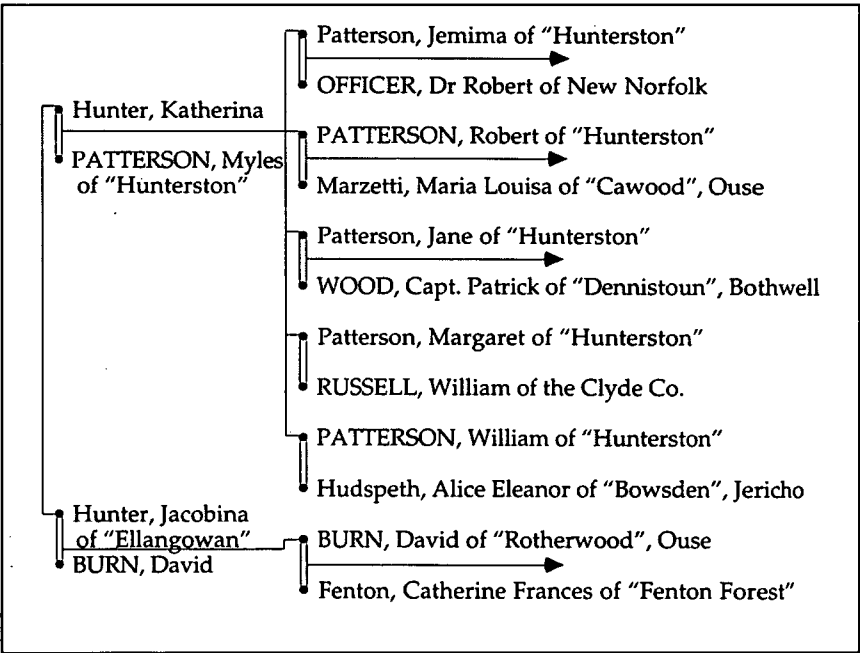 Patterson, Jemima of "Hunterston"
OFFICER, Dr Robert of New Norfolk
Hunter, Katherina
PATTERSON, Myles
of "Hunterston"
PATTERSON, Robert of "Hunterston"
Marzetti, Maria Louisa of "Cawood", Ouse
Patterson, Jane of "Hunterston"
WOOD, Capt. Patrick of "Dennistoun", Bothwell
Patterson, Margaret of "Hunterston"
RUSSELL, William of the Clyde Co.
PATTERSON, William of "Hunterston"
Hudspeth, Alice Eleanor of "Bowsden", Jericho
Hunter, Jacobina
of "Ellangowan"
BURN, David
BURN, David of "Rotherwood", Ouse
Fenton, Catherine Frances of "Fenton Forest"